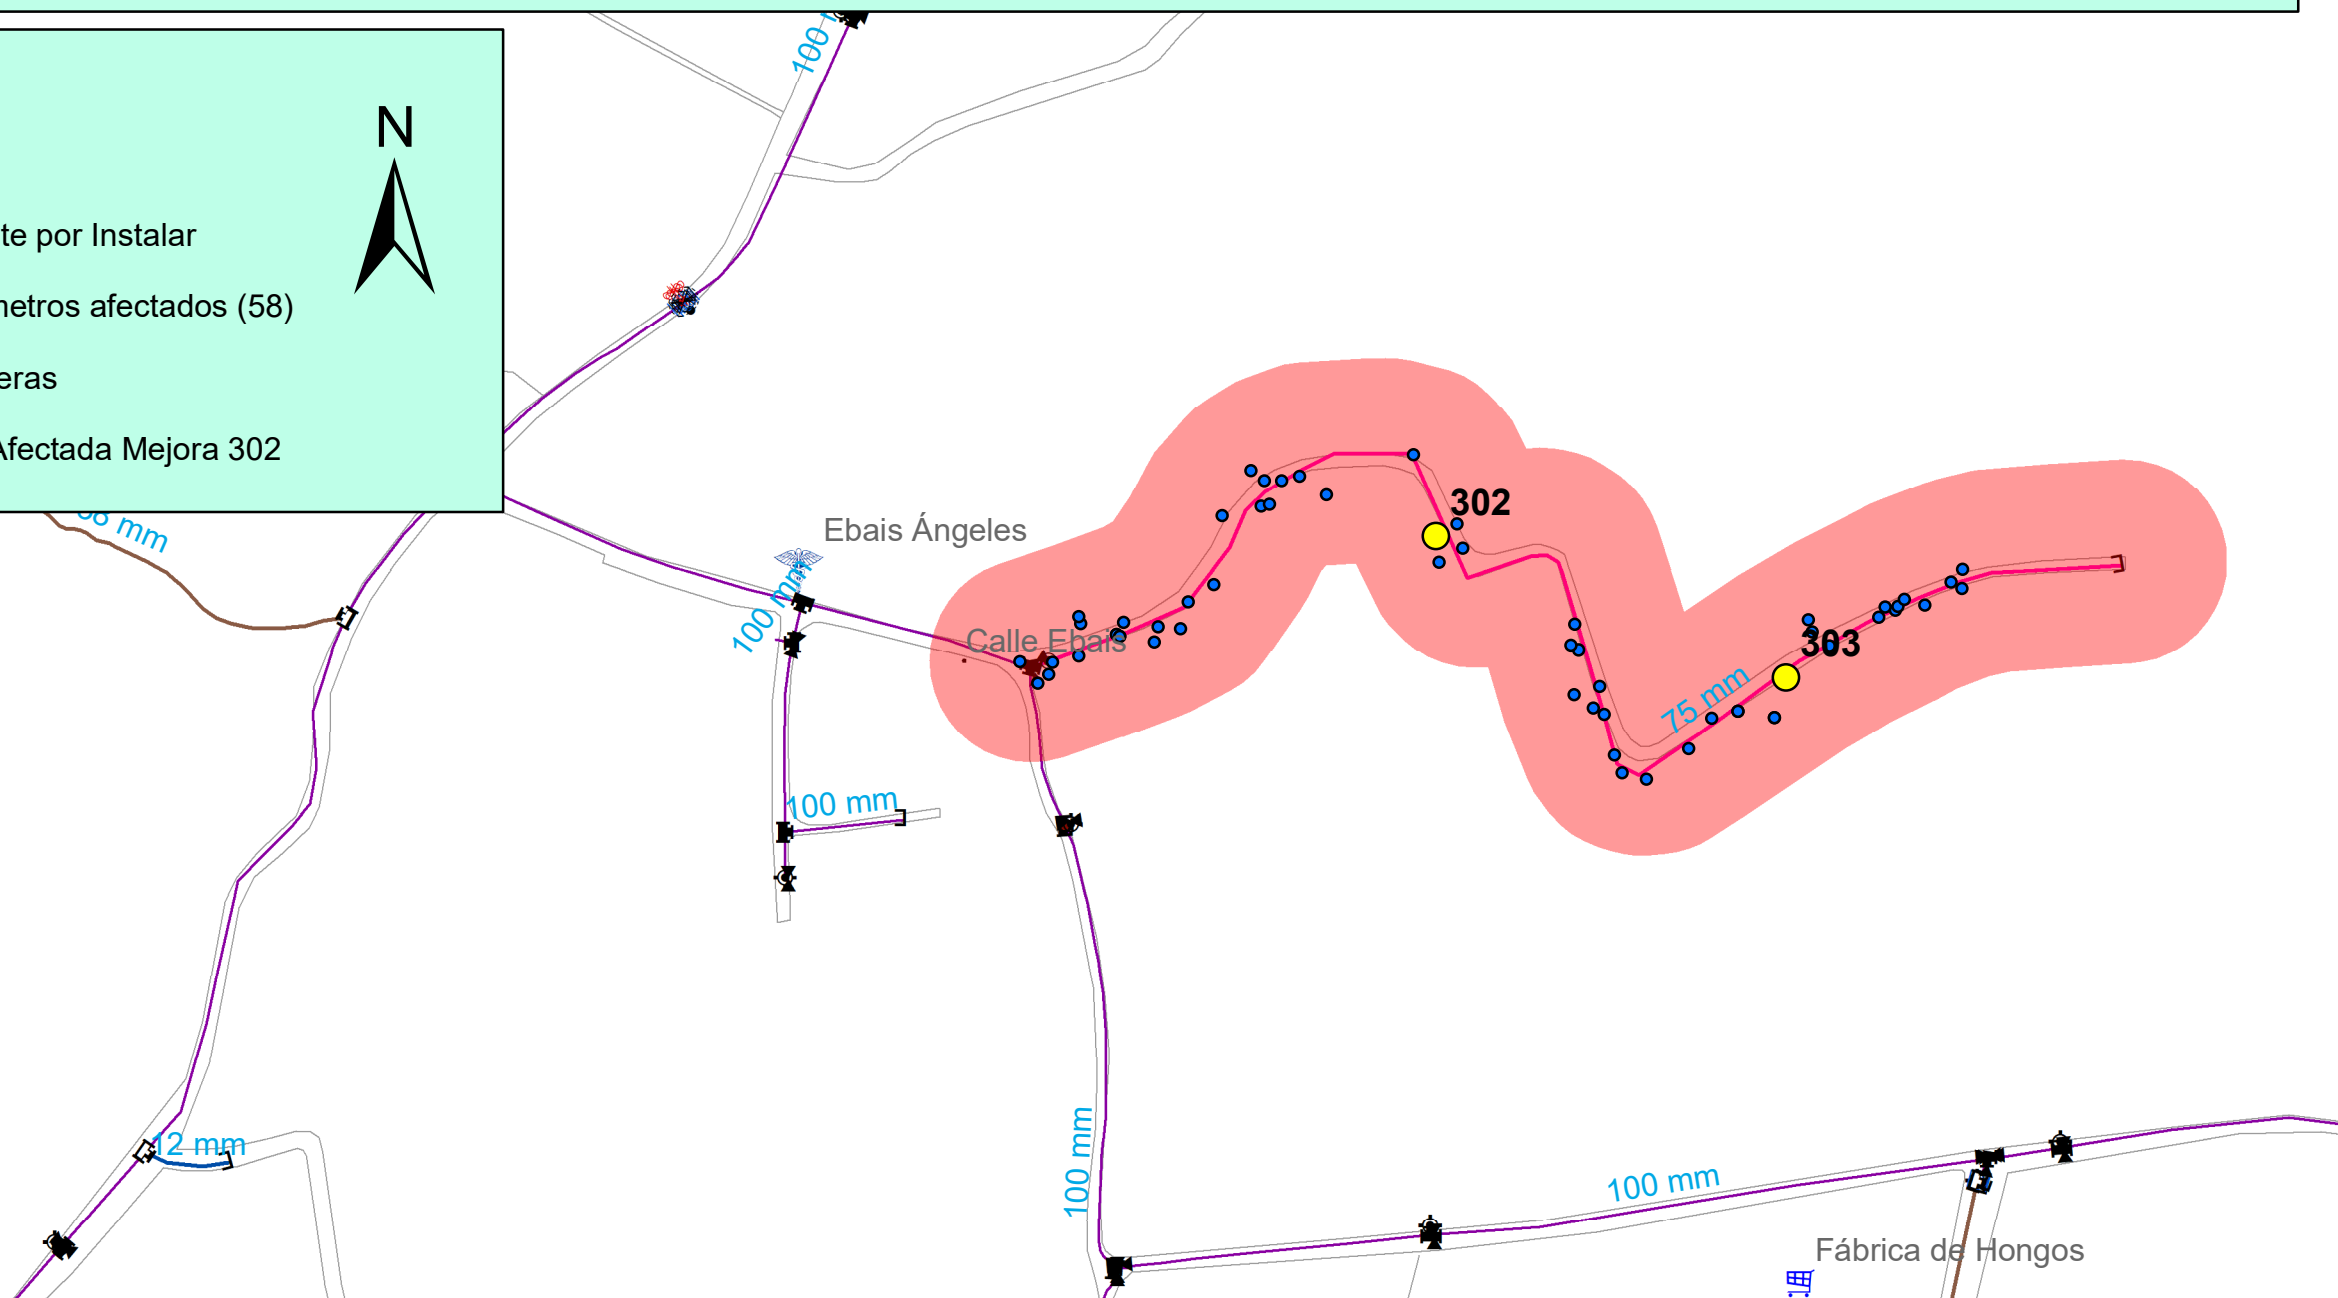 100
N
te por Instalar
netros afectados (58)
eras
Afectada Mejora 302
mm
302
Ebais Ángeles
100 mm
Calle Ebais
303
75 mm
100 mm
100 mm
12 mm
100 mm
Fábrica de Hongos